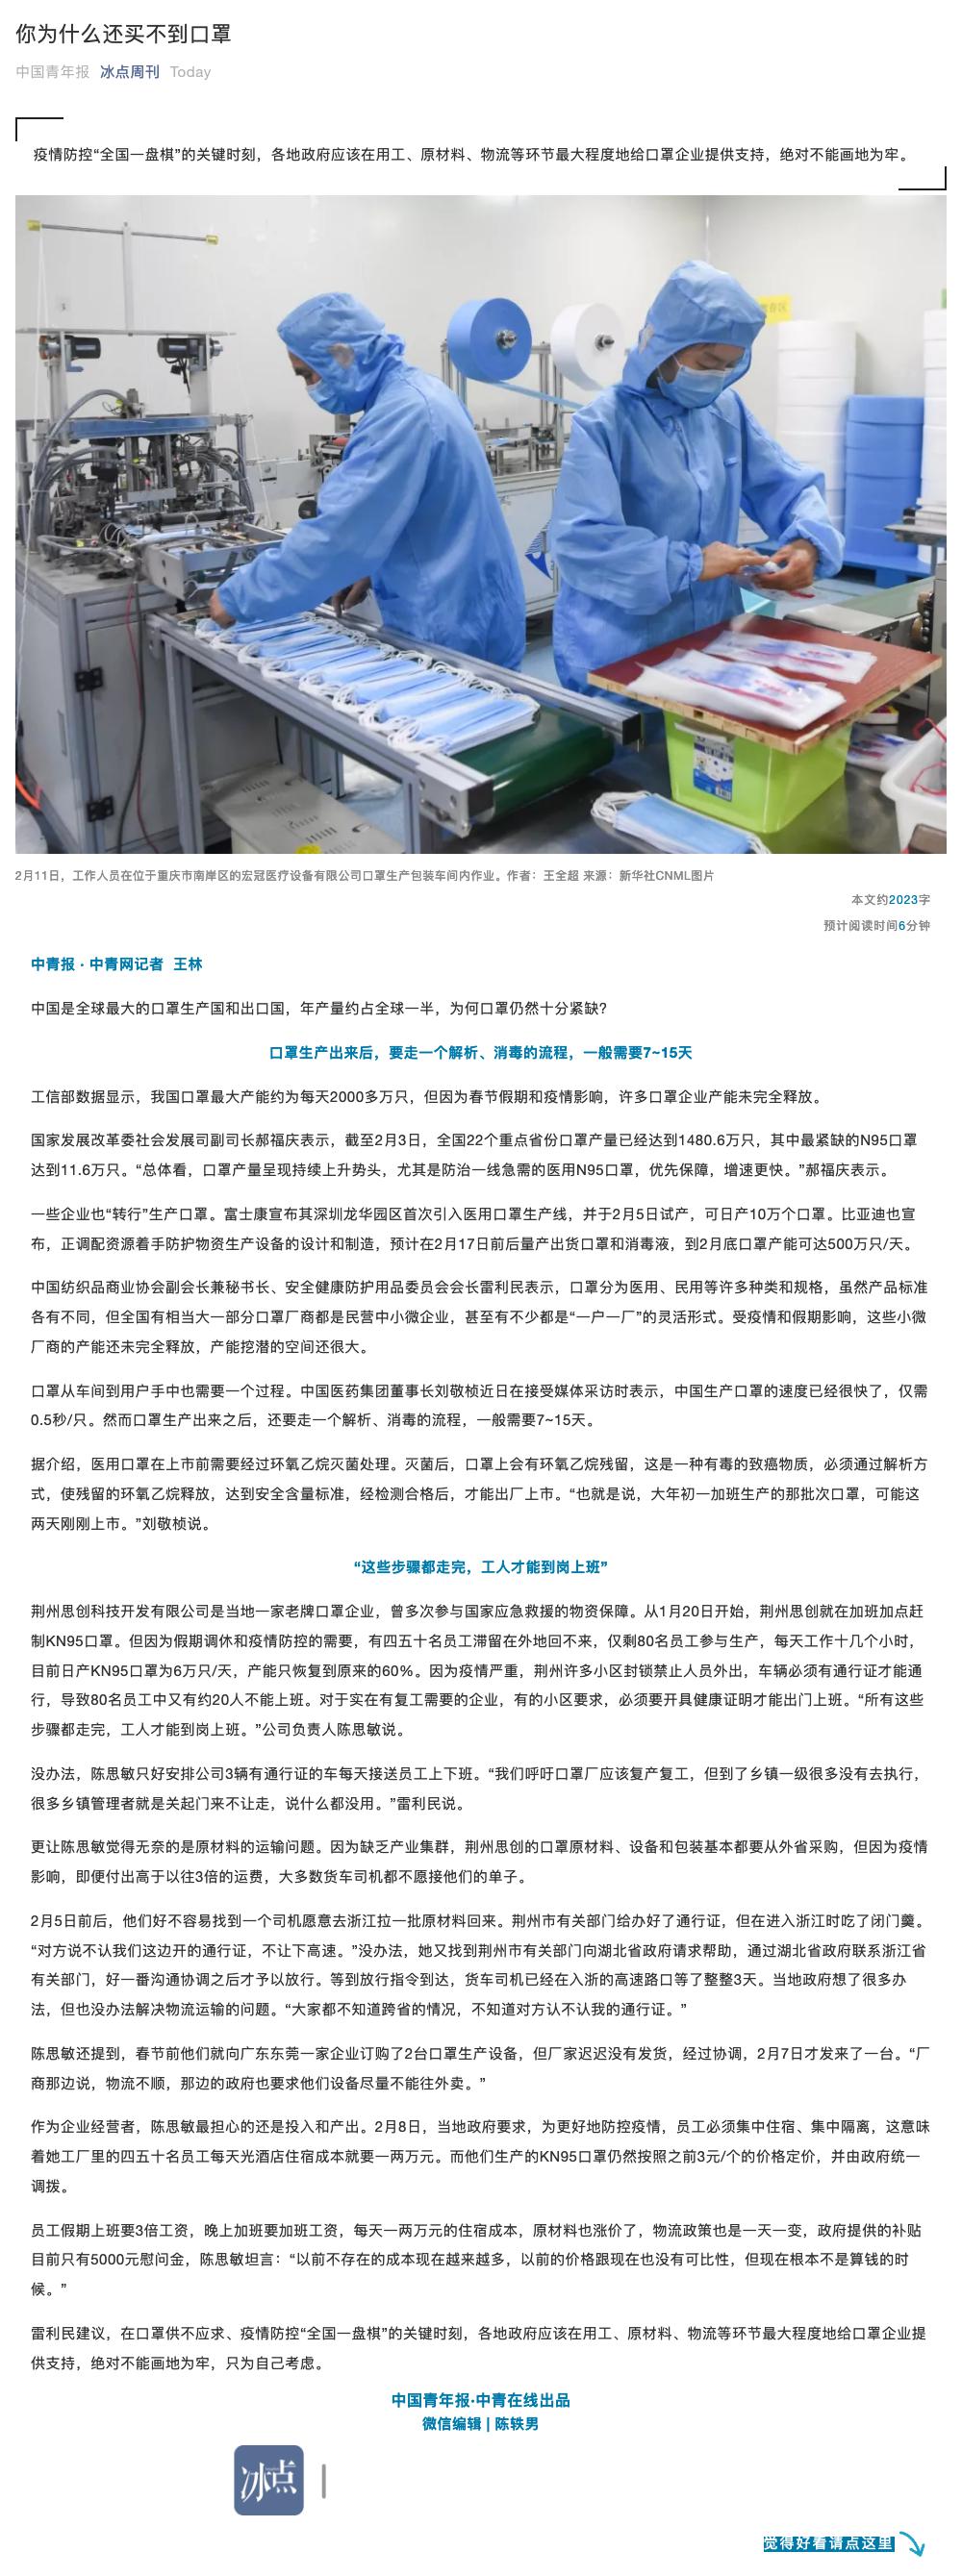 你为什么还买不到口罩
中国青年报 冰点周刊 Today
疫情防控“全国一盘棋”的关键时刻，各地政府应该在用工、原材料、物流等环节最大程度地给口罩企业提供支持，绝对不能画地为牢。
2月11日，工作人员在位于重庆市南岸区的宏冠医疗设备有限公司口罩生产包装车间内作业。作者：王全超 来源：新华社CNML图片
本文约2023字
预计阅读时间6分钟
中青报·中青网记者 王林
中国是全球最大的口罩生产国和出口国，年产量约占全球一半，为何口罩仍然十分紧缺？
口罩生产出来后，要走一个解析、消毒的流程，一般需要7~15天
工信部数据显示，我国口罩最大产能约为每天2000多万只，但因为春节假期和疫情影响，许多口罩企业产能未完全释放。
国家发展改革委社会发展司副司长郝福庆表示，截至2月3日，全国22个重点省份口罩产量已经达到1480.6万只，其中最紧缺的N95口罩
达到11.6万只。“总体看，口罩产量呈现持续上升势头，尤其是防治一线急需的医用N95口罩，优先保障，增速更快。”郝福庆表示。
一些企业也“转行”生产口罩。富士康宣布其深圳龙华园区首次引入医用口罩生产线，并于2月5日试产，可日产10万个口罩。比亚迪也宣
布，正调配资源着手防护物资生产设备的设计和制造，预计在2月17日前后量产出货口罩和消毒液，到2月底口罩产能可达500万只/天。
中国纺织品商业协会副会长兼秘书长、安全健康防护用品委员会会长雷利民表示，口罩分为医用、民用等许多种类和规格，虽然产品标准
各有不同，但全国有相当大一部分口罩厂商都是民营中小微企业，甚至有不少都是“一户一厂”的灵活形式。受疫情和假期影响，这些小微
厂商的产能还未完全释放，产能挖潜的空间还很大。
口罩从车间到用户手中也需要一个过程。中国医药集团董事长刘敬桢近日在接受媒体采访时表示，中国生产口罩的速度已经很快了，仅需
0.5秒/只。然而口罩生产出来之后，还要走一个解析、消毒的流程，一般需要7~15天。
据介绍，医用口罩在上市前需要经过环氧乙烷灭菌处理。灭菌后，口罩上会有环氧乙烷残留，这是一种有毒的致癌物质，必须通过解析方
式，使残留的环氧乙烷释放，达到安全含量标准，经检测合格后，才能出厂上市。“也就是说，大年初一加班生产的那批次口罩，可能这
两天刚刚上市。”刘敬桢说。
“这些步骤都走完，工人才能到岗上班”
荆州思创科技开发有限公司是当地一家老牌口罩企业，曾多次参与国家应急救援的物资保障。从1月20日开始，荆州思创就在加班加点赶
制KN95口罩。但因为假期调休和疫情防控的需要，有四五十名员工滞留在外地回不来，仅剩80名员工参与生产，每天工作十几个小时，
目前日产KN95口罩为6万只/天，产能只恢复到原来的60%。因为疫情严重，荆州许多小区封锁禁止人员外出，车辆必须有通行证才能通
行，导致80名员工中又有约20人不能上班。对于实在有复工需要的企业，有的小区要求，必须要开具健康证明才能出门上班。“所有这些
步骤都走完，工人才能到岗上班。”公司负责人陈思敏说。
没办法，陈思敏只好安排公司3辆有通行证的车每天接送员工上下班。“我们呼吁口罩厂应该复产复工，但到了乡镇一级很多没有去执行，
很多乡镇管理者就是关起门来不让走，说什么都没用。”雷利民说。
更让陈思敏觉得无奈的是原材料的运输问题。因为缺乏产业集群，荆州思创的口罩原材料、设备和包装基本都要从外省采购，但因为疫情
影响，即便付出高于以往3倍的运费，大多数货车司机都不愿接他们的单子。
2月5日前后，他们好不容易找到一个司机愿意去浙江拉一批原材料回来。荆州市有关部门给办好了通行证，但在进入浙江时吃了闭门羹。
“对方说不认我们这边开的通行证，不让下高速。”没办法，她又找到荆州市有关部门向湖北省政府请求帮助，通过湖北省政府联系浙江省
有关部门，好一番沟通协调之后才予以放行。等到放行指令到达，货车司机已经在入浙的高速路口等了整整3天。当地政府想了很多办
法，但也没办法解决物流运输的问题。“大家都不知道跨省的情况，不知道对方认不认我的通行证。”
陈思敏还提到，春节前他们就向广东东莞一家企业订购了2台口罩生产设备，但厂家迟迟没有发货，经过协调，2月7日才发来了一台。“厂
商那边说，物流不顺，那边的政府也要求他们设备尽量不能往外卖。”
作为企业经营者，陈思敏最担心的还是投入和产出。2月8日，当地政府要求，为更好地防控疫情，员工必须集中住宿、集中隔离，这意味
着她工厂里的四五十名员工每天光酒店住宿成本就要一两万元。而他们生产的KN95口罩仍然按照之前3元/个的价格定价，并由政府统一
调拨。
员工假期上班要3倍工资，晚上加班要加班工资，每天一两万元的住宿成本，原材料也涨价了，物流政策也是一天一变，政府提供的补贴
目前只有5000元慰问金，陈思敏坦言：“以前不存在的成本现在越来越多，以前的价格跟现在也没有可比性，但现在根本不是算钱的时
候。”
雷利民建议，在口罩供不应求、疫情防控“全国一盘棋”的关键时刻，各地政府应该在用工、原材料、物流等环节最大程度地给口罩企业提
供支持，绝对不能画地为牢，只为自己考虑。
中国青年报·中青在线出品
微信编辑 | 陈轶男
冰点
觉得好看请点这里